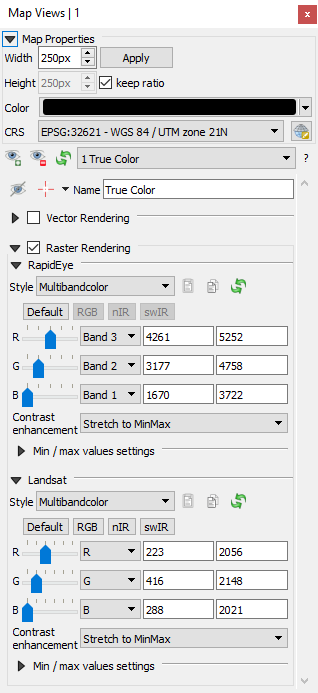 Map Views | 1
Map Properties
Width 250px Apply
Height 250px keep ratio
Color
CRS EPSG:32621 - WGS 84 / UTM zone 21N
1 True Color ?
Name True Color
Vector Rendering
Raster Rendering
RapidEye
Style Multibandcolor
Default RGB nIR swIR
R Band 3 4261 5252
G Band 2 3177 4758
B Band 1 1670 3722
Contrast
enhancement Stretch to MinMax
Min / max values settings
Landsat
Style Multibandcolor
Default RGB nIR swIR
R R 223 2056
G G 416 2148
B B 288 2021
Contrast
enhancement Stretch to MinMax
Min / max values settings